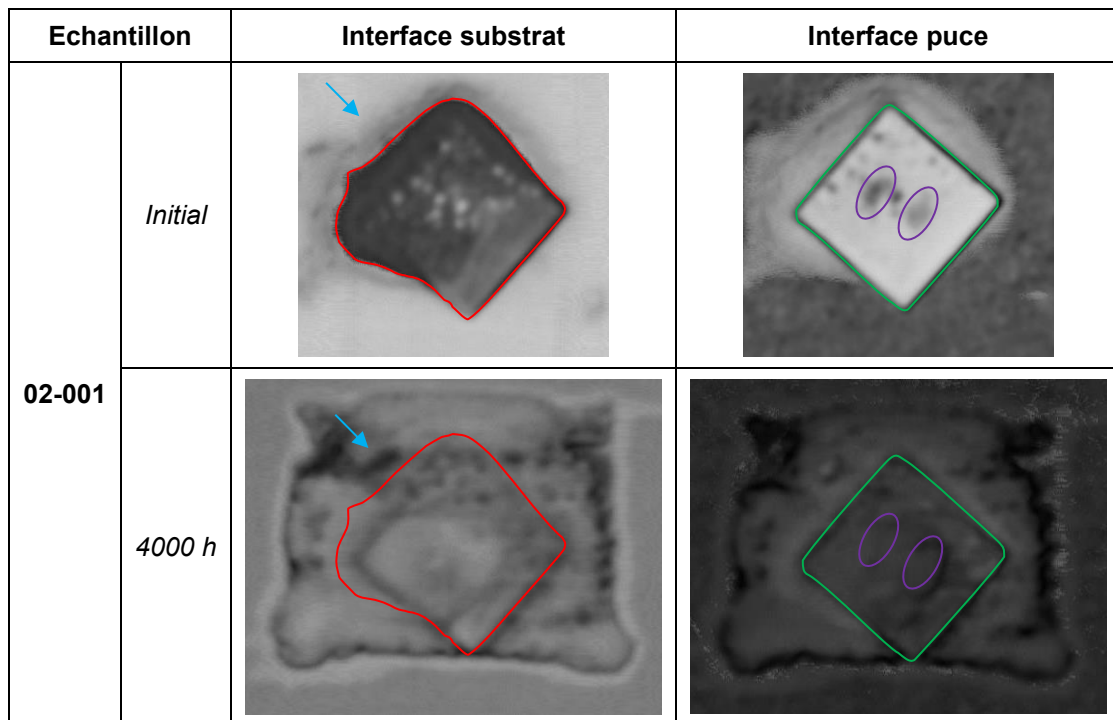 Echantillon Interface substrat Interface puce
02-001
Initial
4000 h